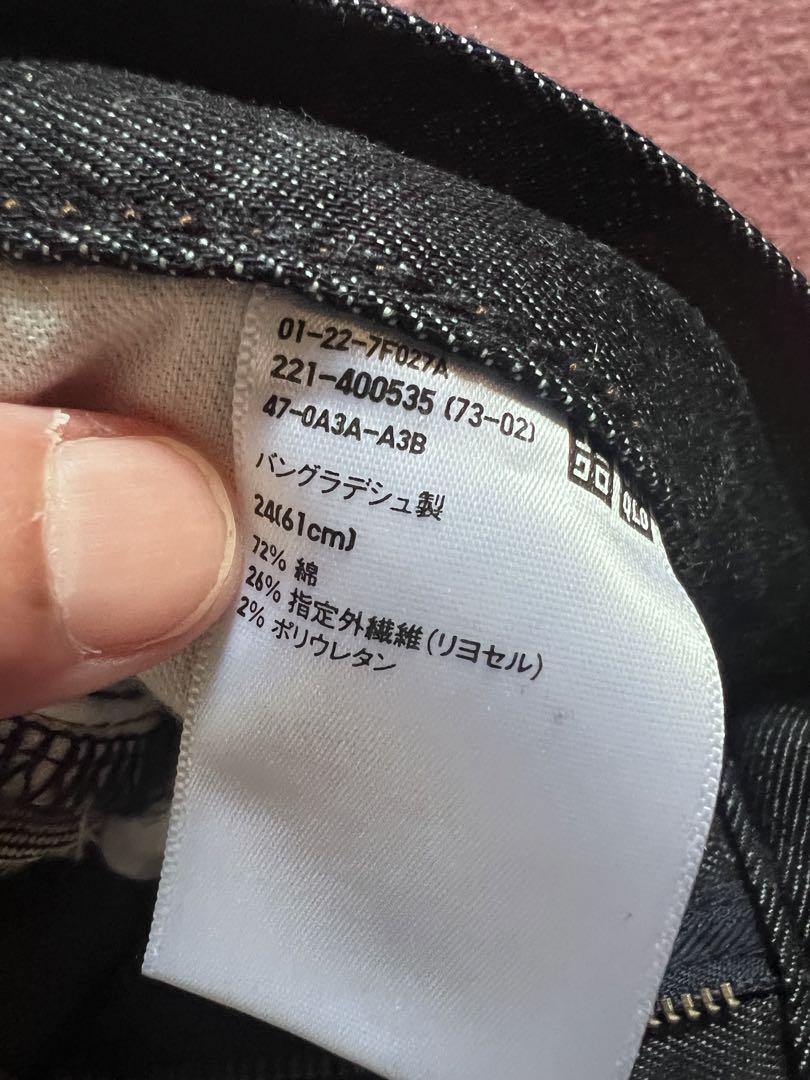 01-22-7F027A
221-400535 (73-02)
47-0A3A-A3B
バングラデシュ製
24(61cm)
72% 綿
26% 指定外繊維(リヨセル)
2% ポリウレタン